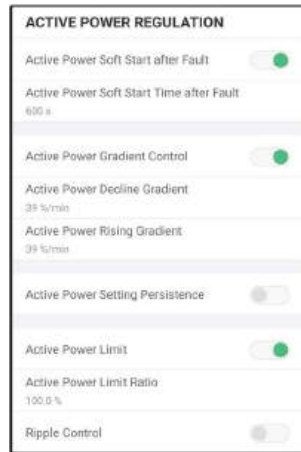 ACTIVE POWER REGULATION
Active Power Soft Start after Fault
Active Power Soft Start Time after Fault
600 s
Active Power Gradient Control
Active Power Decline Gradient
39 %/min
Active Power Rising Gradient
39 %/min
Active Power Setting Persistence
Active Power Limit
Active Power Limit Ratio
100.0 %
Ripple Control